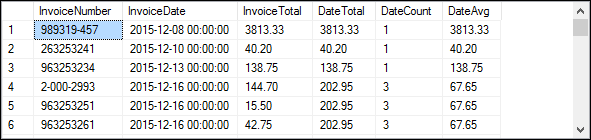 InvoiceNumber InvoiceDate InvoiceTotal DateTotal DateCount DateAvg
1 989319-457 2015-12-08 00:00:00 3813.33 3813.33 1 3813.33
2 263253241 2015-12-10 00:00:00 40.20 40.20 1 40.20
3 963253234 2015-12-13 00:00:00 138.75 138.75 1 138.75
4 2-000-2993 2015-12-16 00:00:00 144.70 202.95 3 67.65
5 963253251 2015-12-16 00:00:00 15.50 202.95 3 67.65
6 963253261 2015-12-16 00:00:00 42.75 202.95 3 67.65